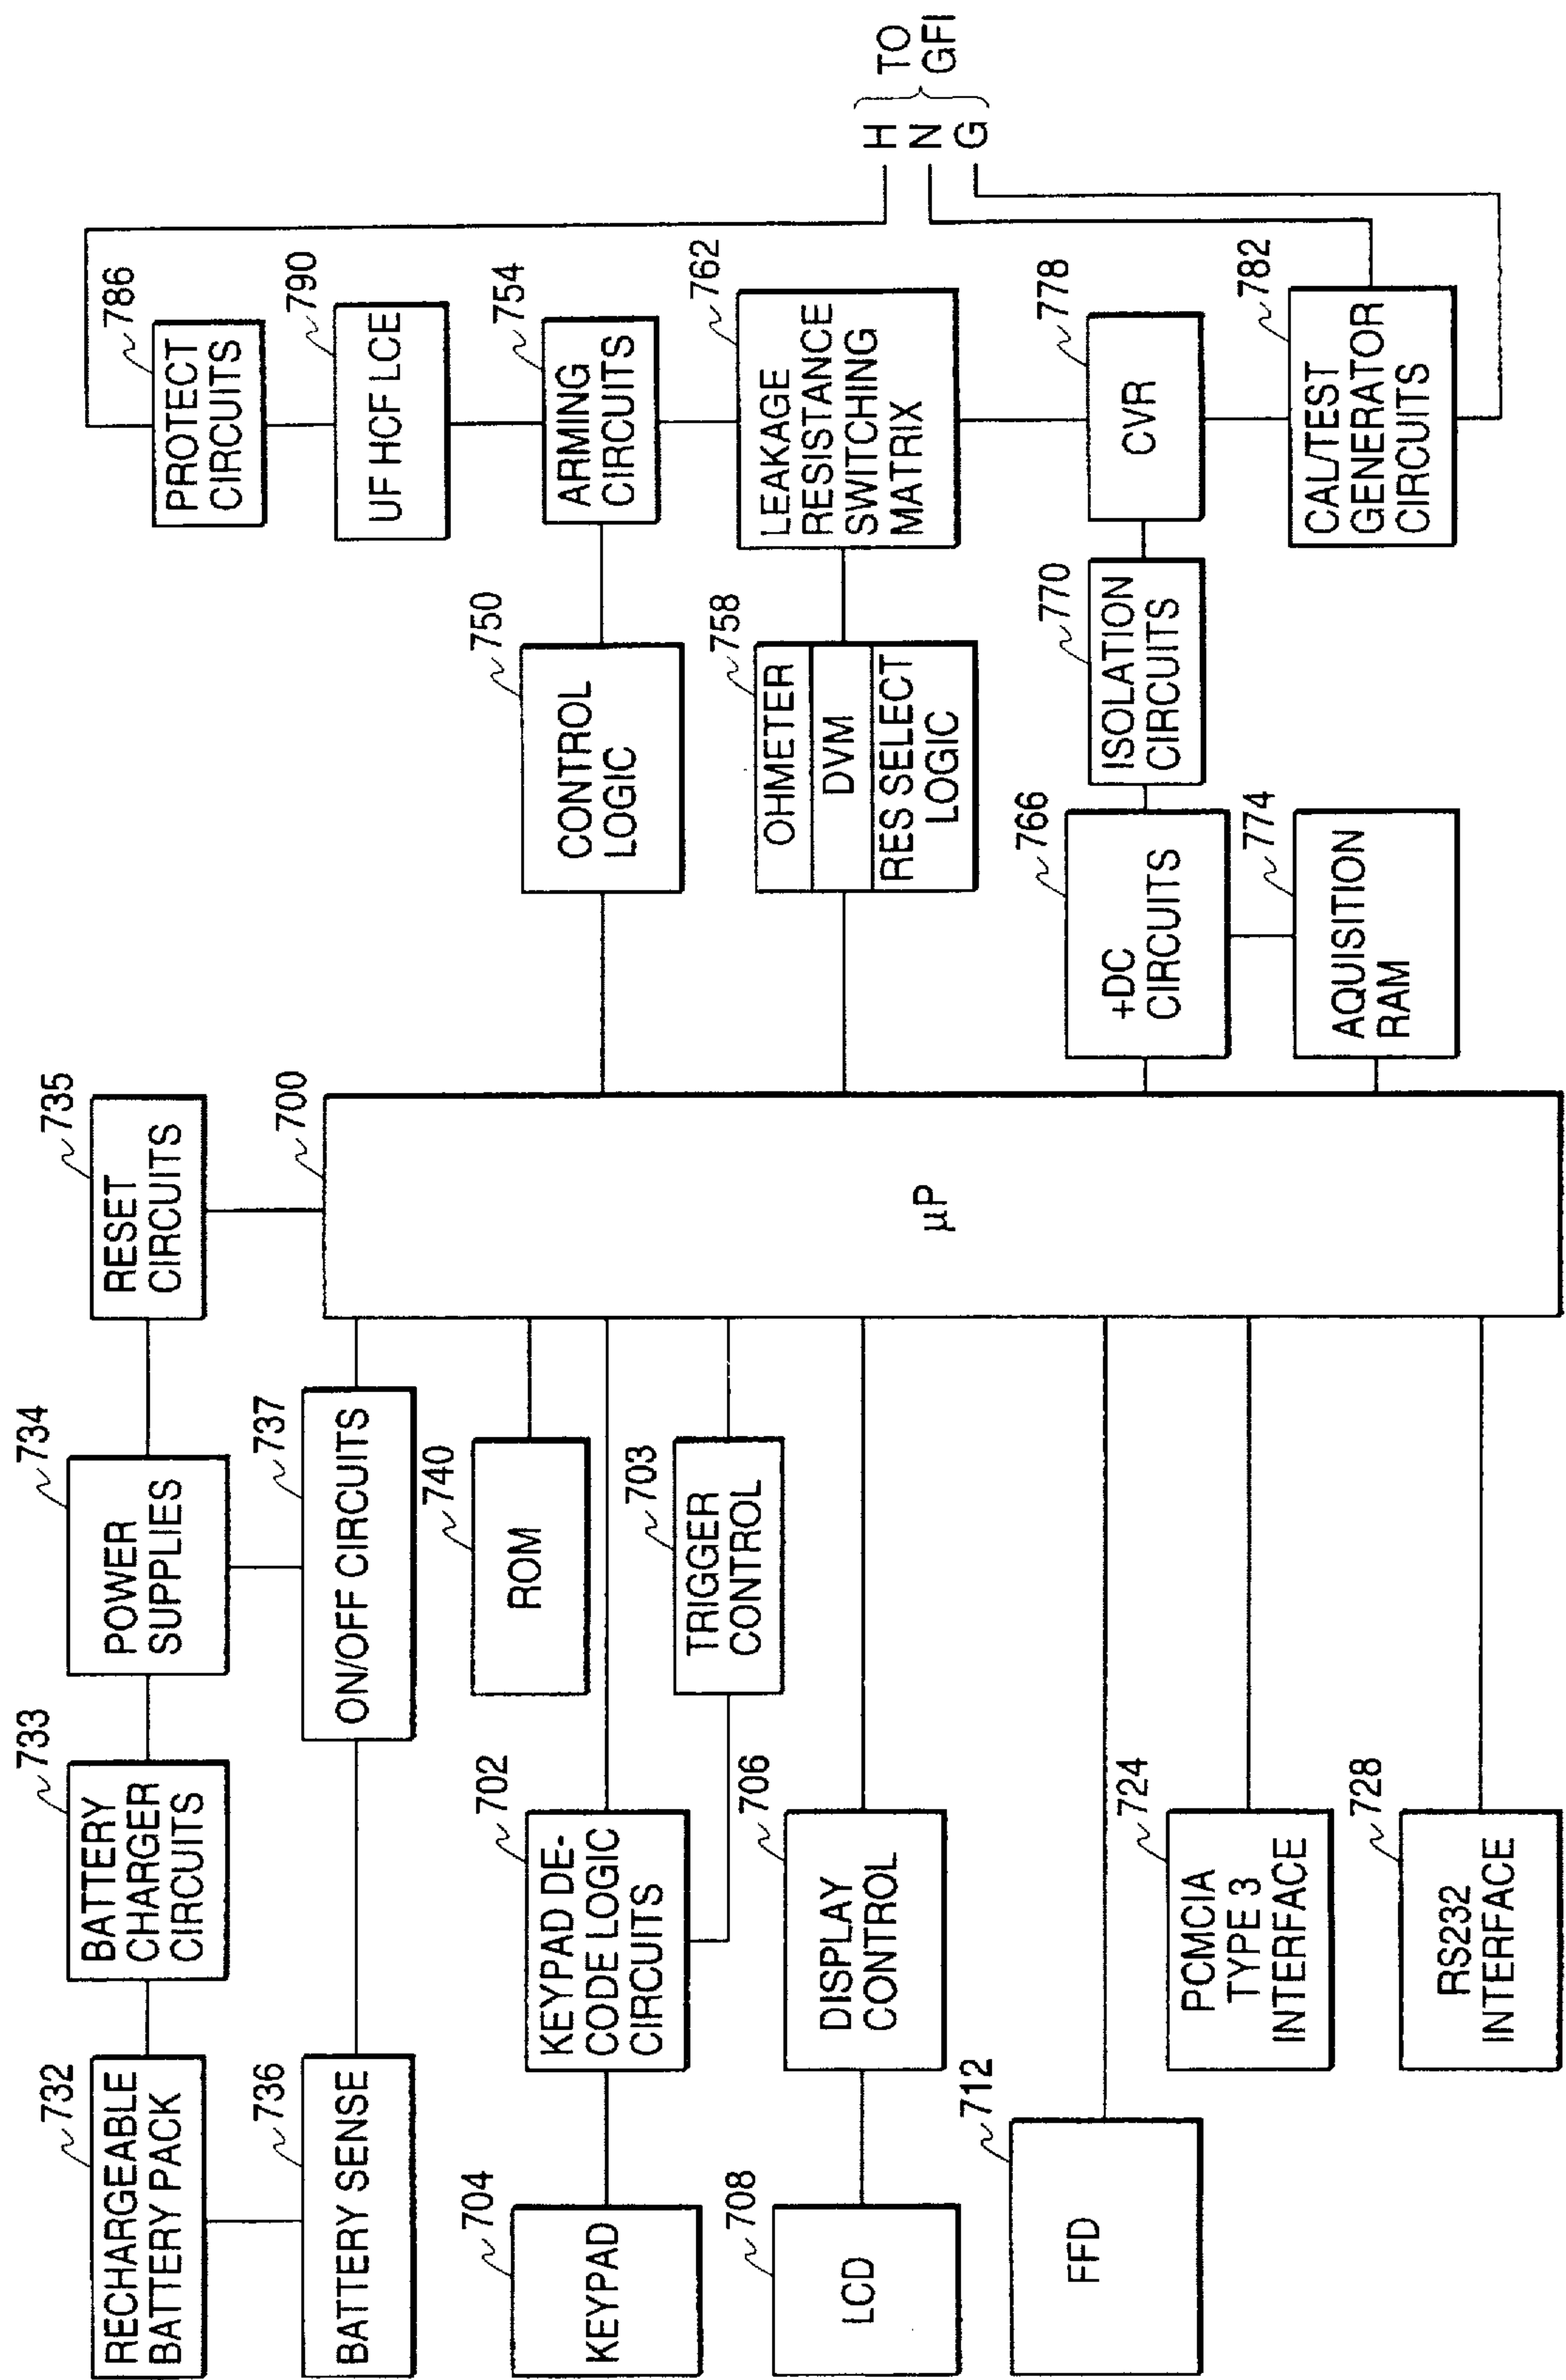 732
RECHARGEABLE
BATTERY PACK
733
BATTERY
CHARGER
CIRCUITS
734
POWER
SUPPLIES
735
RESET
CIRCUITS
736
BATTERY SENSE
737
ON/OFF CIRCUITS
700
µP
740
ROM
704
KEYPAD
702
KEYPAD DE-
CODE LOGIC
CIRCUITS
703
TRIGGER
CONTROL
708
LCD
706
DISPLAY
CONTROL
712
FFD
724
PCMCIA
TYPE 3
INTERFACE
728
RS232
INTERFACE
786
PROTECT
CIRCUITS
790
UF HCF LCE
750
CONTROL
LOGIC
754
ARMING
CIRCUITS
758
OHMETER
DVM
RES SELECT
LOGIC
762
LEAKAGE
RESISTANCE
SWITCHING
MATRIX
766
+DC
CIRCUITS
770
ISOLATION
CIRCUITS
778
CVR
774
AQUISITION
RAM
782
CAL/TEST
GENERATOR
CIRCUITS
H
N
G
TO
GFI